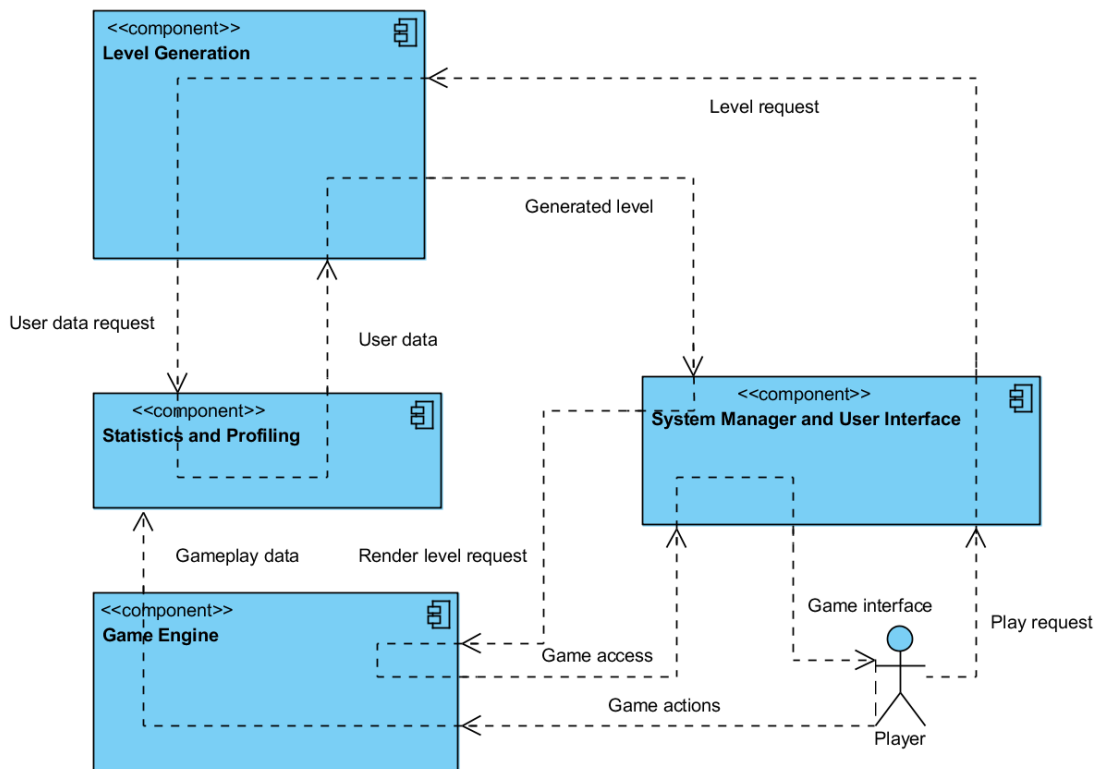 <<component>>
Level Generation
Level request
Generated level
User data request
User data
<<component>>
Statistics and Profiling
<<component>>
System Manager and User Interface
Gameplay data
Render level request
<<component>>
Game Engine
Game interface
Play request
Game access
Game actions
Player